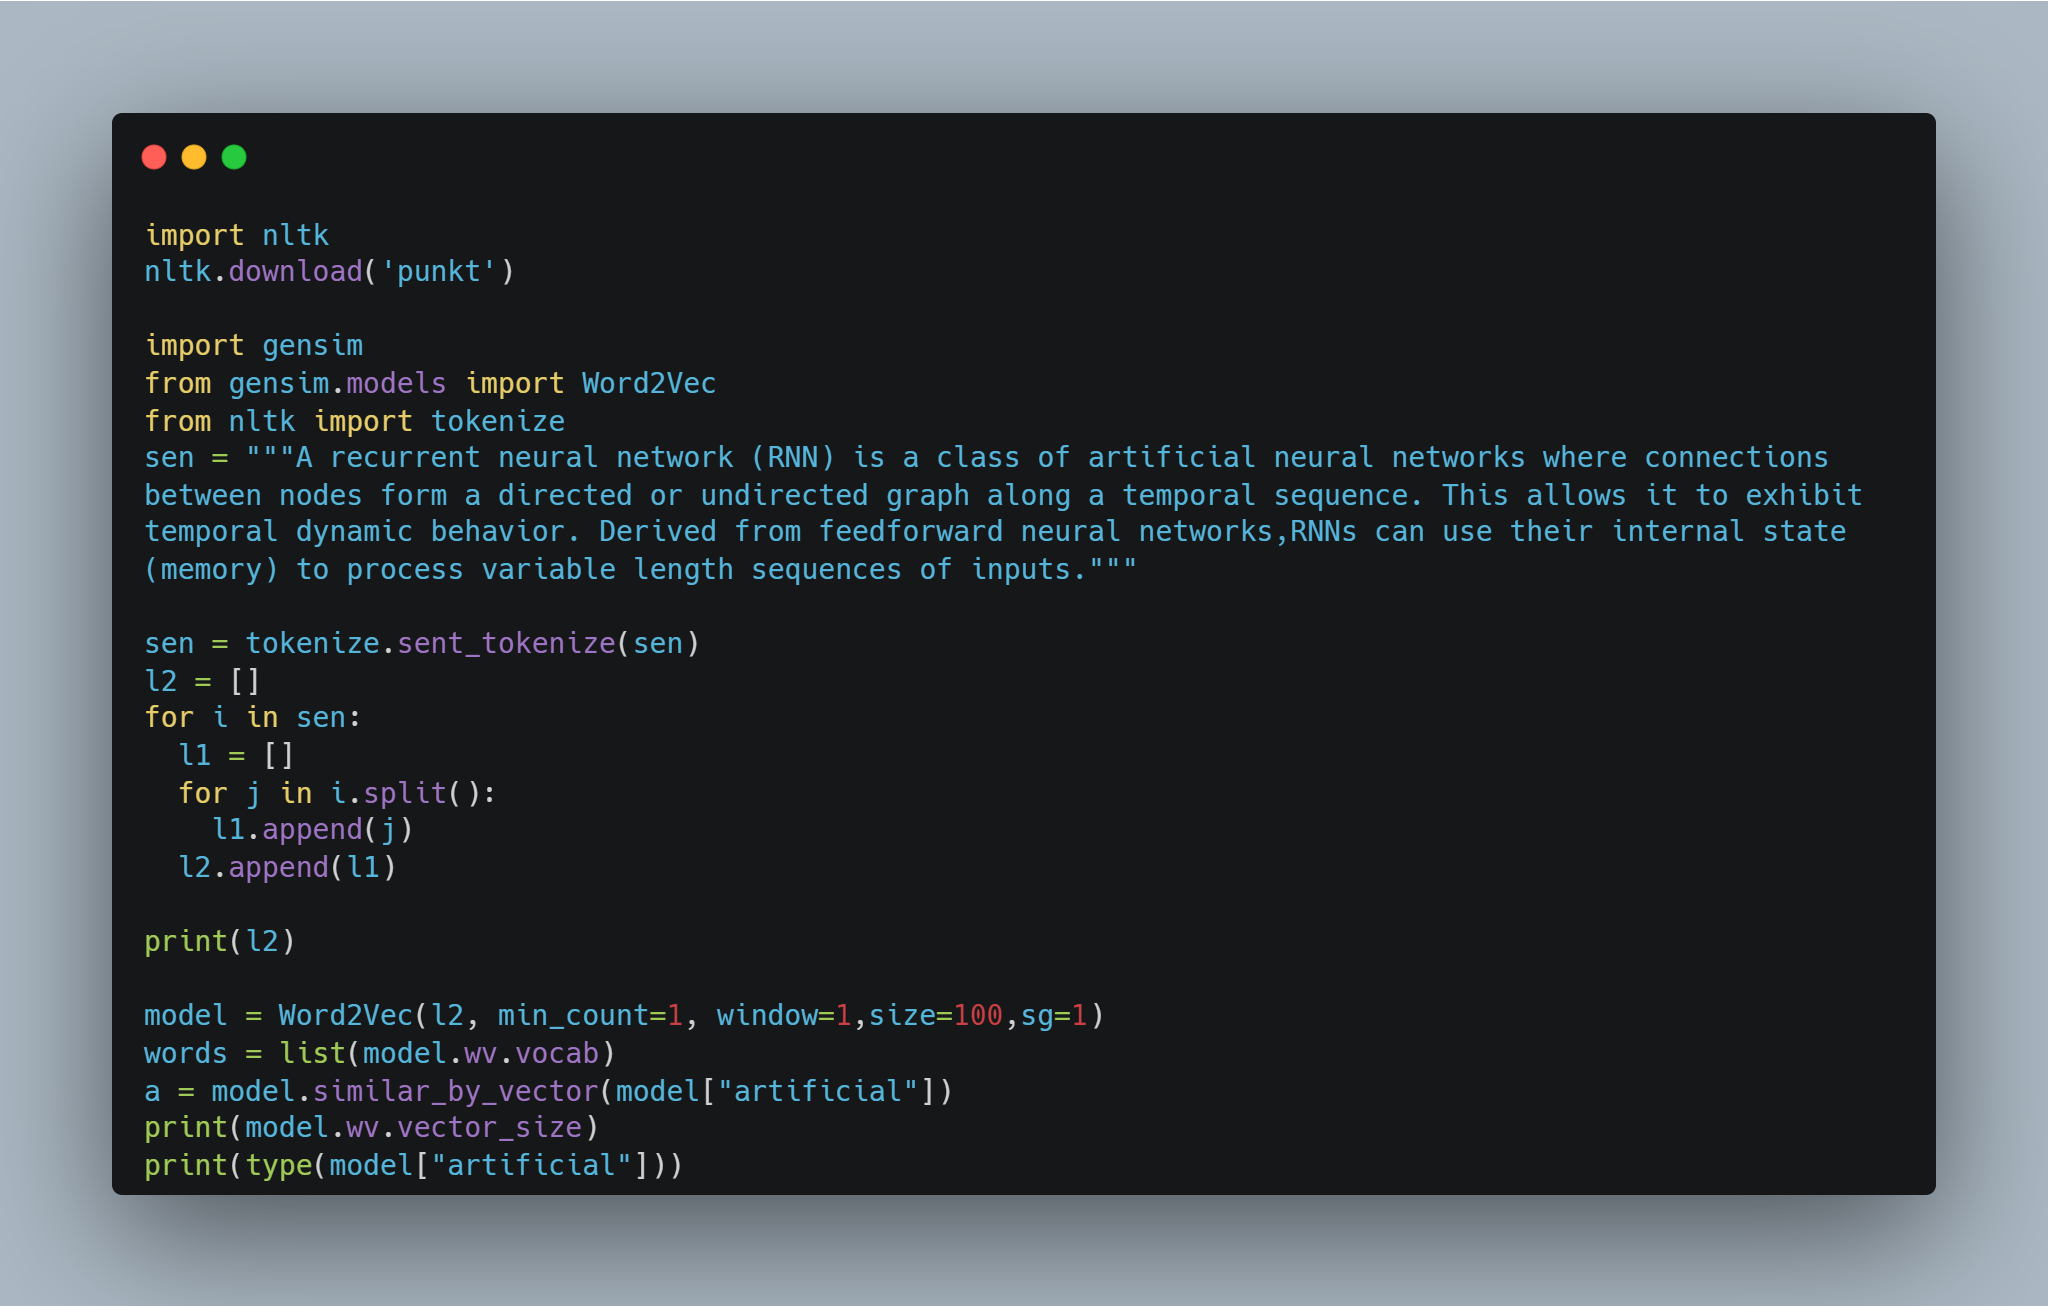 import nltk
nltk.download('punkt')

import gensim
from gensim.models import Word2Vec
from nltk import tokenize
sen = """A recurrent neural network (RNN) is a class of artificial neural networks where connections
between nodes form a directed or undirected graph along a temporal sequence. This allows it to exhibit
temporal dynamic behavior. Derived from feedforward neural networks,RNNs can use their internal state
(memory) to process variable length sequences of inputs."""

sen = tokenize.sent_tokenize(sen)
l2 = []
for i in sen:
  l1 = []
  for j in i.split():
    l1.append(j)
  l2.append(l1)

print(l2)

model = Word2Vec(l2, min_count=1, window=1,size=100,sg=1)
words = list(model.wv.vocab)
a = model.similar_by_vector(model["artificial"])
print(model.wv.vector_size)
print(type(model["artificial"]))